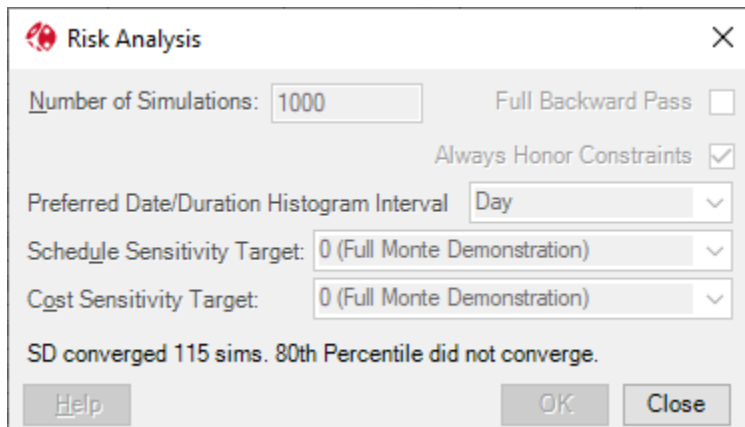 Risk Analysis
Number of Simulations: 1000 Full Backward Pass
Always Honor Constraints
Preferred Date/Duration Histogram Interval Day
Schedule Sensitivity Target: 0 (Full Monte Demonstration)
Cost Sensitivity Target: 0 (Full Monte Demonstration)
SD converged 115 sims. 80th Percentile did not converge.
Help OK Close